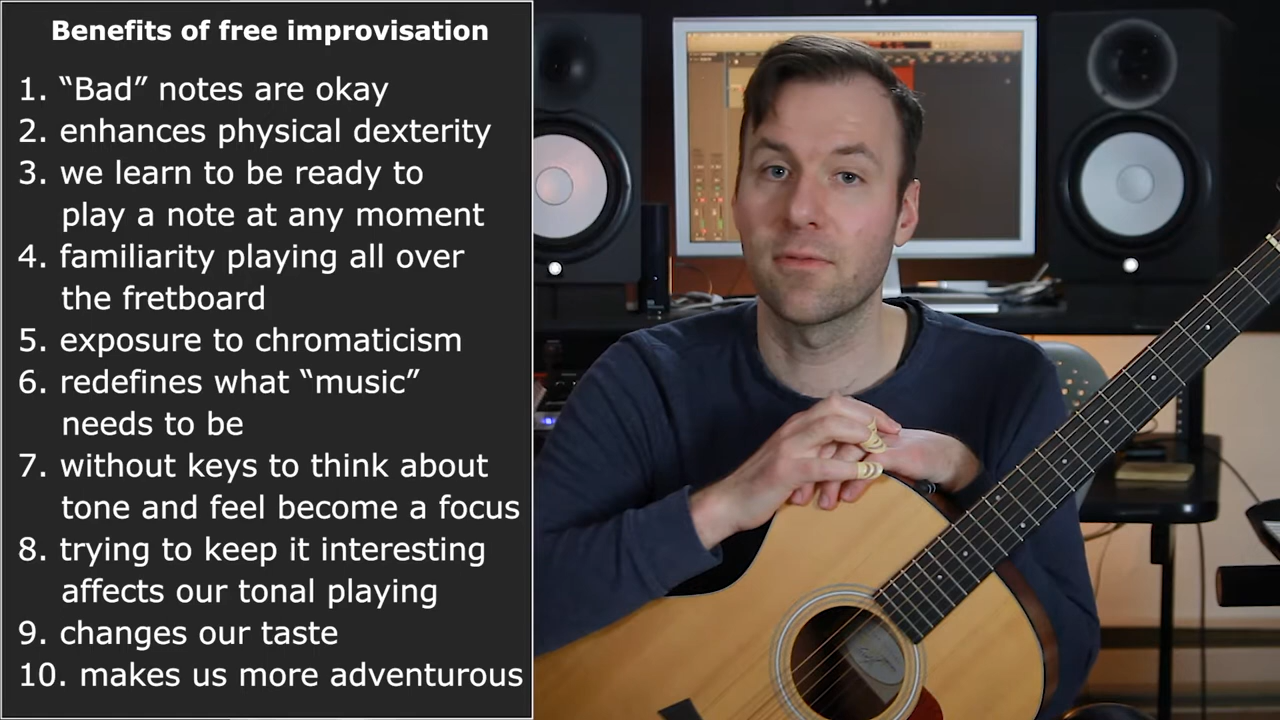 Benefits of free improvisation
1. “Bad” notes are okay
2. enhances physical dexterity
3. we learn to be ready to
play a note at any moment
4. familiarity playing all over
the fretboard
5. exposure to chromaticism
6. redefines what “music”
needs to be
7. without keys to think about
tone and feel become a focus
8. trying to keep it interesting
affects our tonal playing
9. changes our taste
10. makes us more adventurous